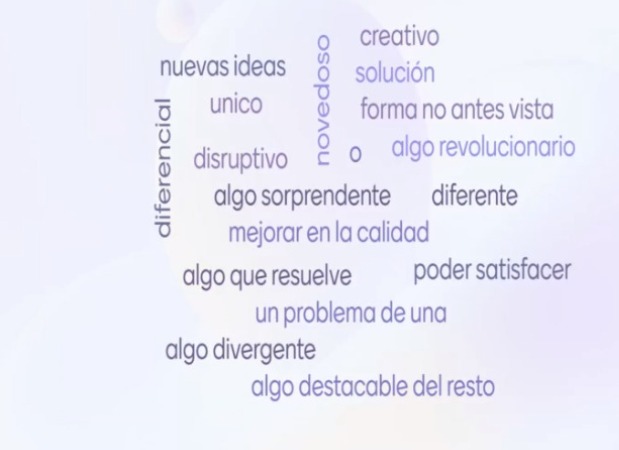 creativo
nuevas ideas
solución
novedoso
unico
forma no antes vista
diferencial
disruptivo
o
algo revolucionario
algo sorprendente
diferente
mejorar en la calidad
algo que resuelve
poder satisfacer
un problema de una
algo divergente
algo destacable del resto